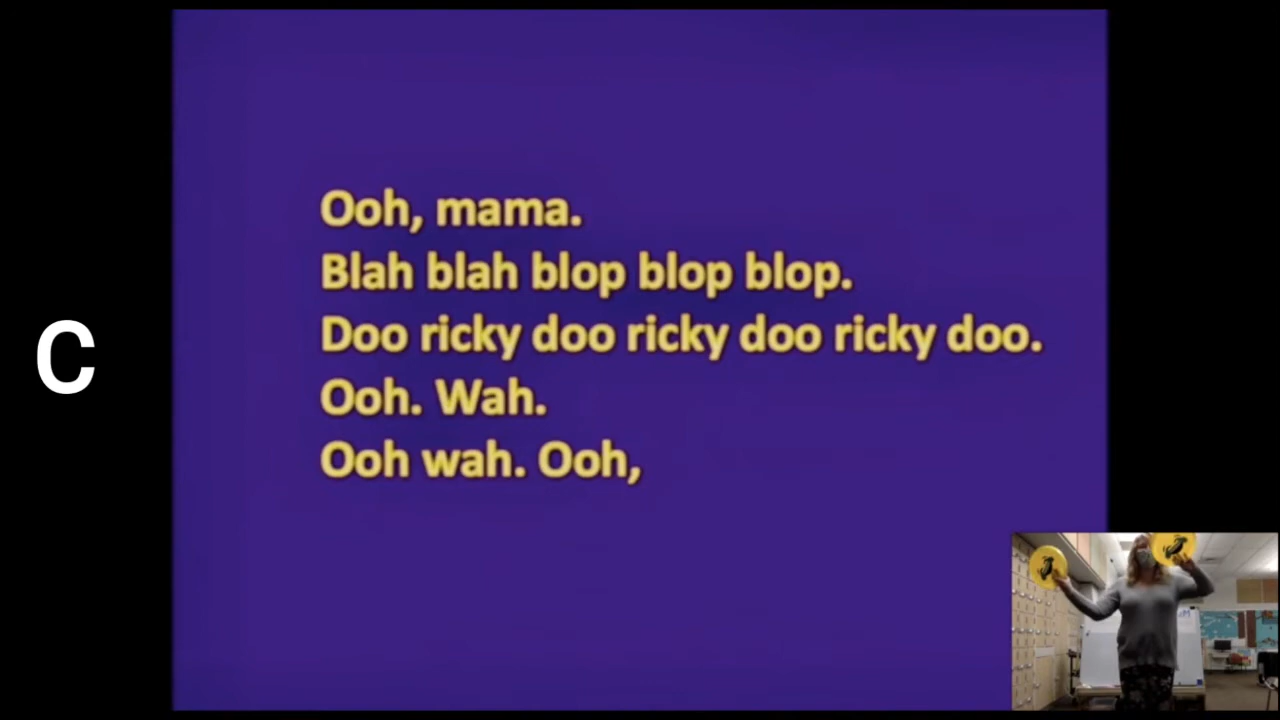 C
Ooh, mama.
Blah blah blop blop blop.
Doo ricky doo ricky doo ricky doo.
Ooh. Wah.
Ooh wah. Ooh,